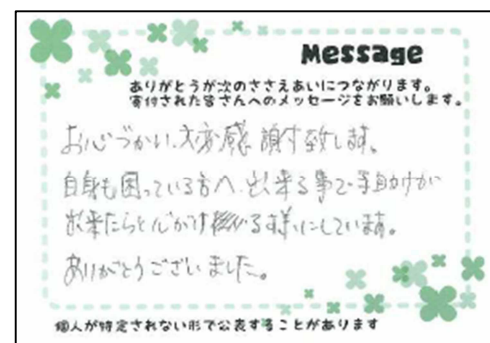 Message
ありがとうが次のささえあいにつながります。
寄付された皆さんへのメッセージをお願いします。
お心づかい、大変感謝致します。
自身も困っている方へ、出来る事で手助けが
出来たらと心がけ る様にしています。
ありがとうございました。
個人が特定されない形で公表することがあります